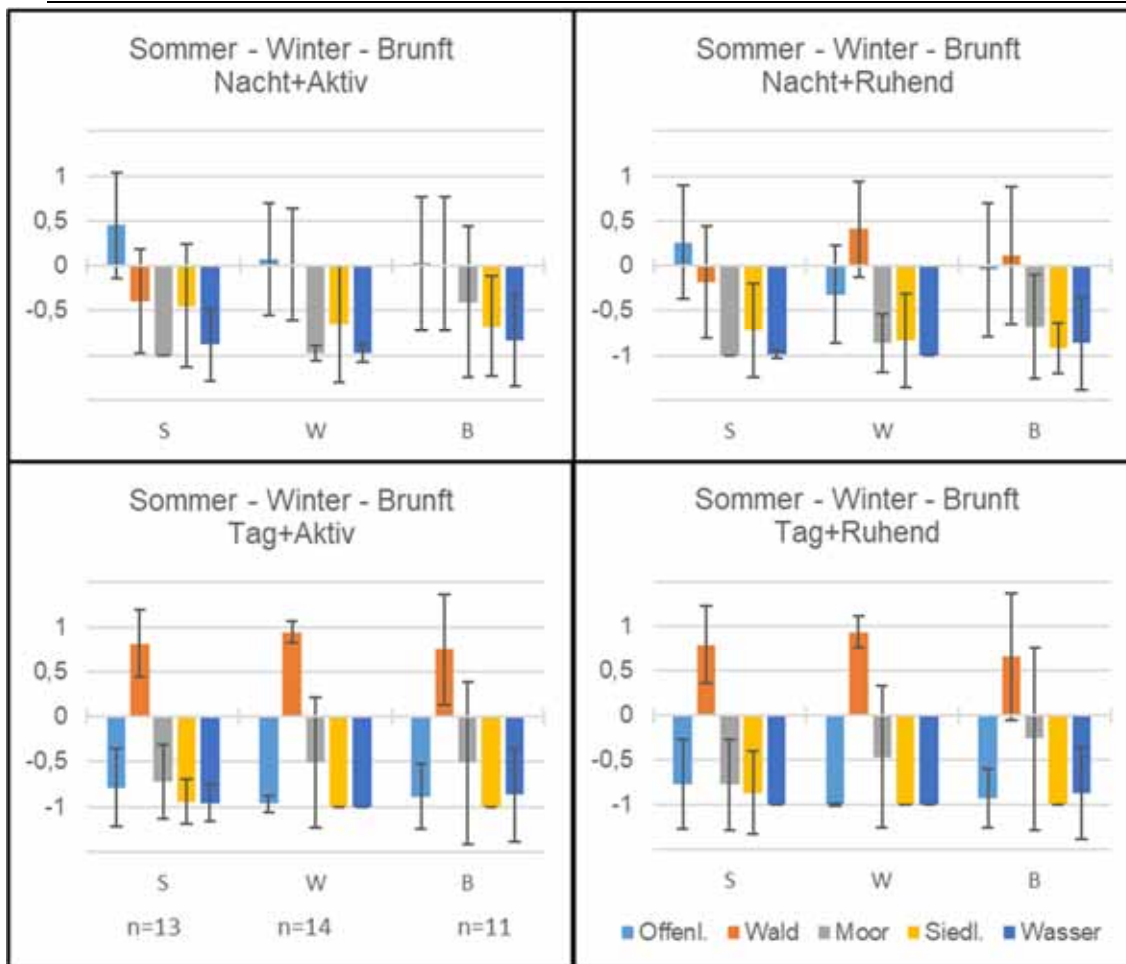 Sommer - Winter - Brunft
Nacht+Aktiv
1
0,5
0
-0,5
-1
S W B
Sommer - Winter - Brunft
Nacht+Ruhend
1
0,5
0
-0,5
-1
S W B
Sommer - Winter - Brunft
Tag+Aktiv
1
0,5
0
-0,5
-1
S W B
n=13 n=14 n=11
Sommer - Winter - Brunft
Tag+Ruhend
1
0,5
0
-0,5
-1
S W B
Offenl. Wald Moor Siedl. Wasser